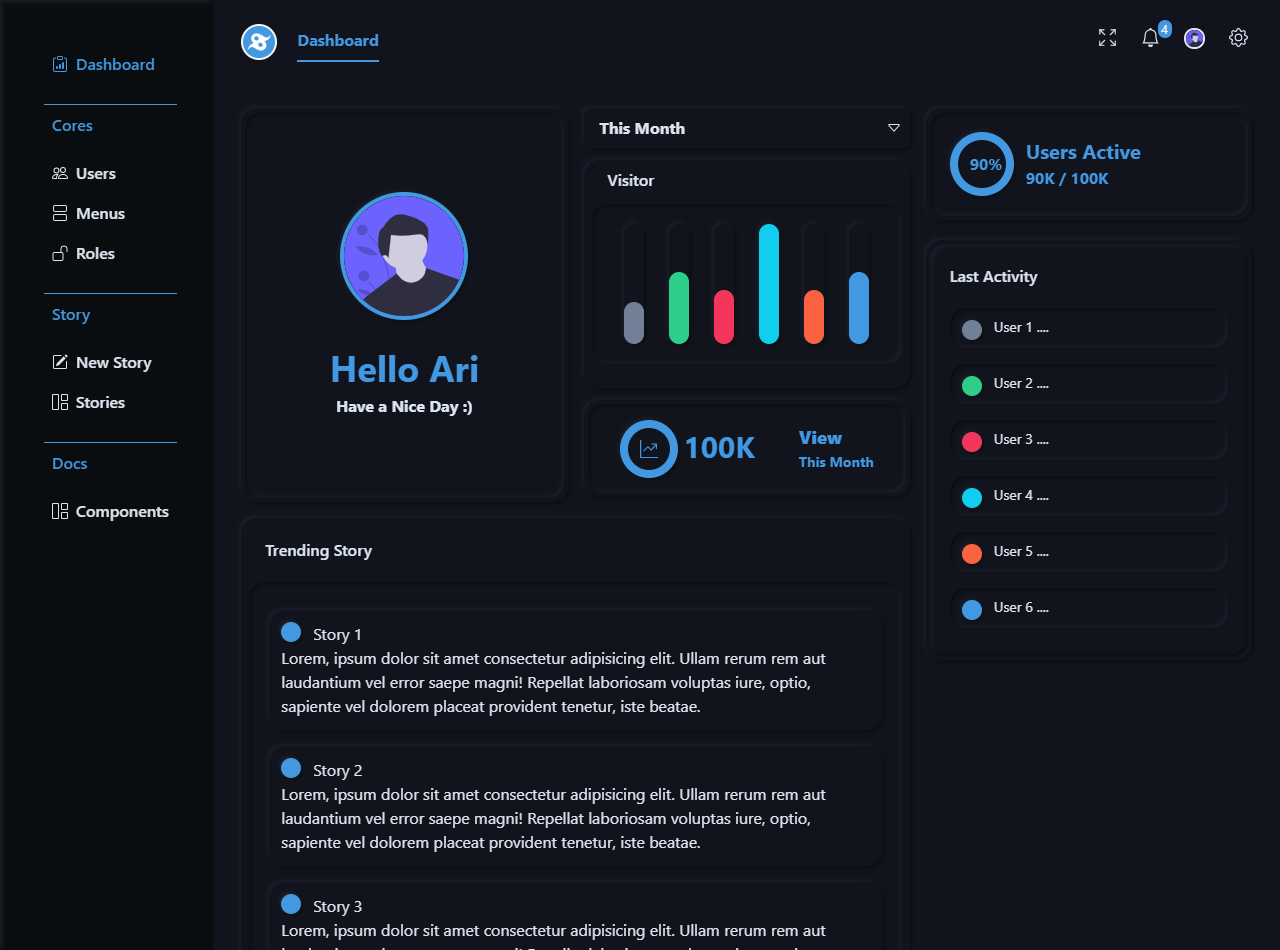 Dashboard
Cores
Users
Menus
Roles
Story
New Story
Stories
Docs
Components
Dashboard
4
Hello Ari
Have a Nice Day :)
This Month
Visitor
100K
View
This Month
90%
Users Active
90K / 100K
Last Activity
User 1 ....
User 2 ....
User 3 ....
User 4 ....
User 5 ....
User 6 ....
Trending Story
Story 1
Lorem, ipsum dolor sit amet consectetur adipisicing elit. Ullam rerum rem aut
laudantium vel error saepe magni! Repellat laboriosam voluptas iure, optio,
sapiente vel dolorem placeat provident tenetur, iste beatae.
Story 2
Lorem, ipsum dolor sit amet consectetur adipisicing elit. Ullam rerum rem aut
laudantium vel error saepe magni! Repellat laboriosam voluptas iure, optio,
sapiente vel dolorem placeat provident tenetur, iste beatae.
Story 3
Lorem, ipsum dolor sit amet consectetur adipisicing elit. Ullam rerum rem aut